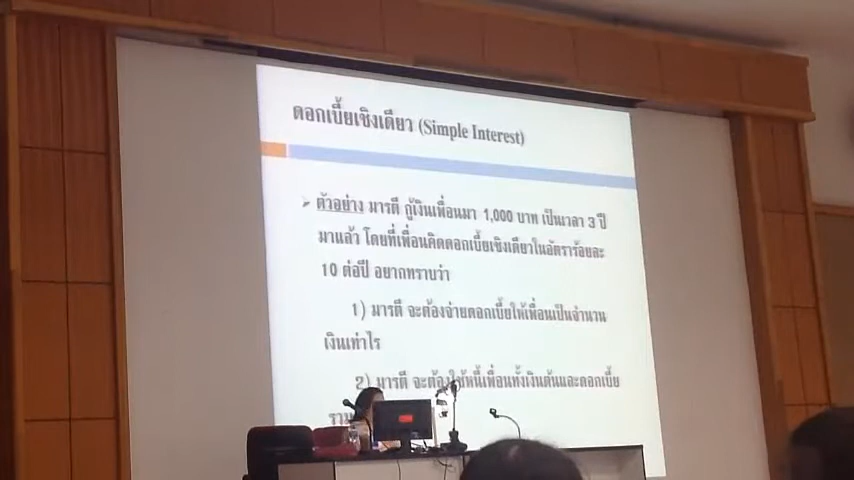 ดอกเบี้ยเชิงเดียว (Simple Interest)
ตัวอย่าง มารตี กู้เงินเพื่อนมา 1,000 บาท เป็นเวลา 3 ปี
มาแล้ว โดยที่เพื่อนคิดดอกเบี้ยเชิงเดียวในอัตราร้อยละ
10 ต่อปี อยากทราบว่า
1) มารตี จะต้องจ่ายดอกเบี้ยให้เพื่อนเป็นจำนวน
เงินเท่าไร
2) มารตี จะต้องใช้หนี้เพื่อนทั้งเงินต้นและดอกเบี้ย